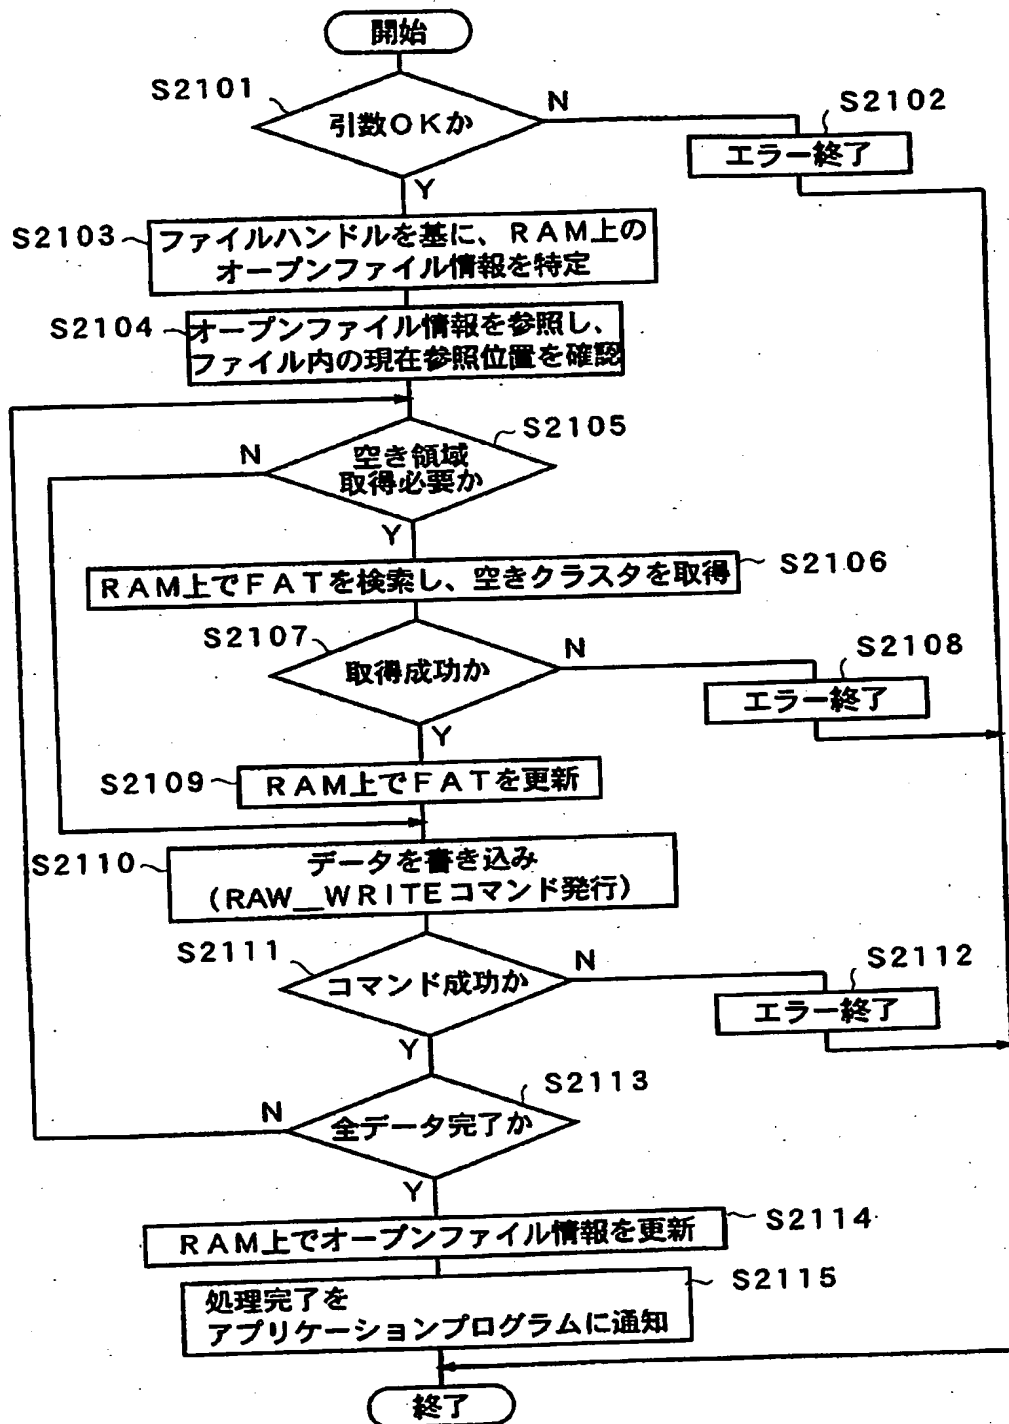 開始
S2101
引数OKか
N
S2102
エラー終了
Y
S2103
ファイルハンドルを基に、RAM上の
オープンファイル情報を特定
S2104
オープンファイル情報を参照し、
ファイル内の現在参照位置を確認
S2105
N
空き領域
取得必要か
Y
RAM上でFATを検索し、空きクラスタを取得
S2106
S2107
取得成功か
N
S2108
エラー終了
Y
S2109
RAM上でFATを更新
S2110
データを書き込み
(RAW__WRITEコマンド発行)
S2111
コマンド成功か
N
S2112
エラー終了
Y
S2113
N
全データ完了か
Y
RAM上でオープンファイル情報を更新
S2114
S2115
処理完了を
アプリケーションプログラムに通知
終了